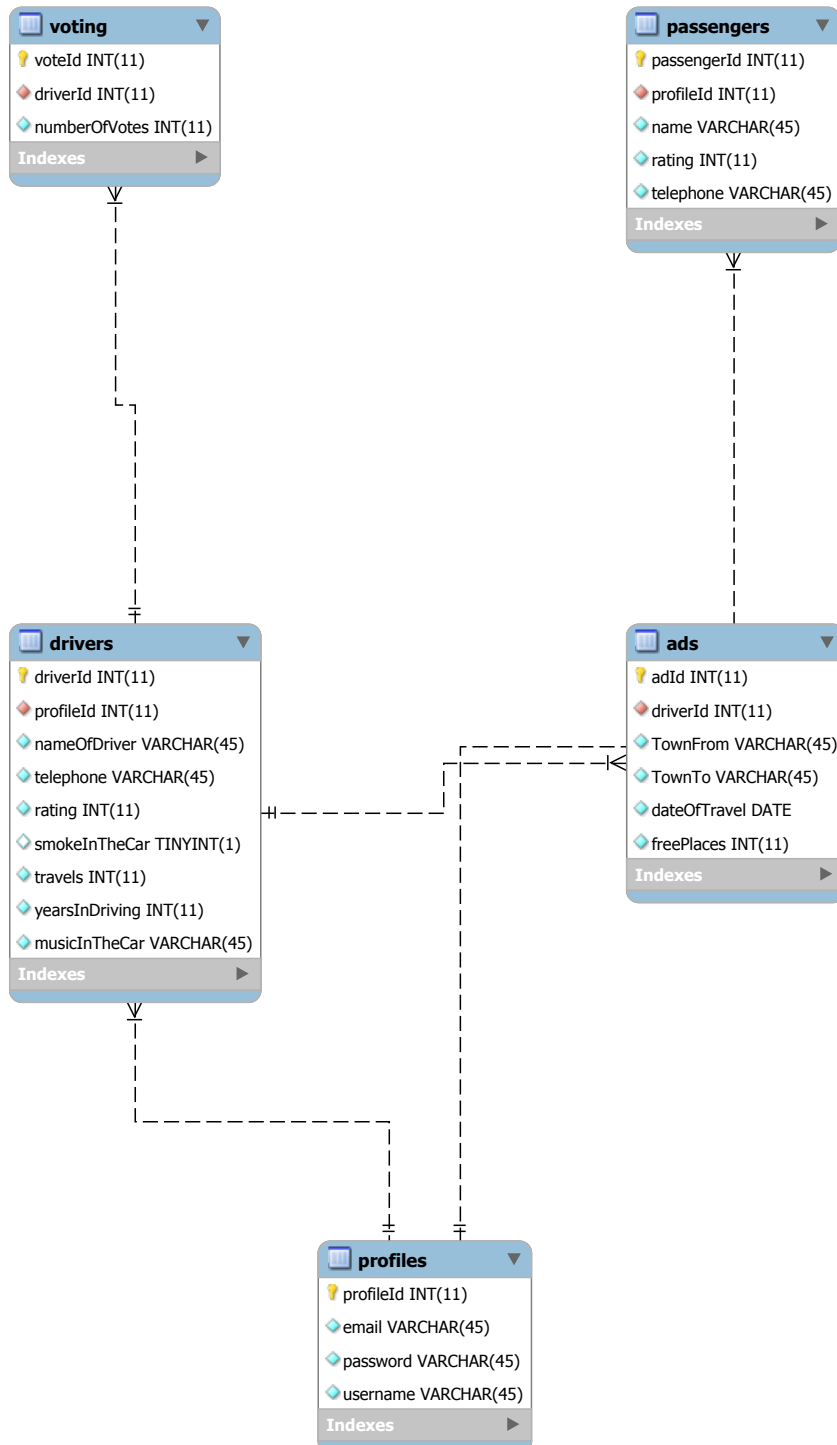 voting
voteId INT(11)
driverId INT(11)
numberOfVotes INT(11)
Indexes
passengers
passengerId INT(11)
profileId INT(11)
name VARCHAR(45)
rating INT(11)
telephone VARCHAR(45)
Indexes
drivers
driverId INT(11)
profileId INT(11)
nameOfDriver VARCHAR(45)
telephone VARCHAR(45)
rating INT(11)
smokeInTheCar TINYINT(1)
travels INT(11)
yearsInDriving INT(11)
musicInTheCar VARCHAR(45)
Indexes
ads
adId INT(11)
driverId INT(11)
TownFrom VARCHAR(45)
TownTo VARCHAR(45)
dateOfTravel DATE
freePlaces INT(11)
Indexes
profiles
profileId INT(11)
email VARCHAR(45)
password VARCHAR(45)
username VARCHAR(45)
Indexes